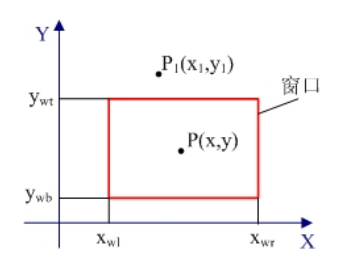 Y
P₁(x₁,y₁)
窗口
y_wt
P(x,y)
y_wb
x_wl
x_wr
X